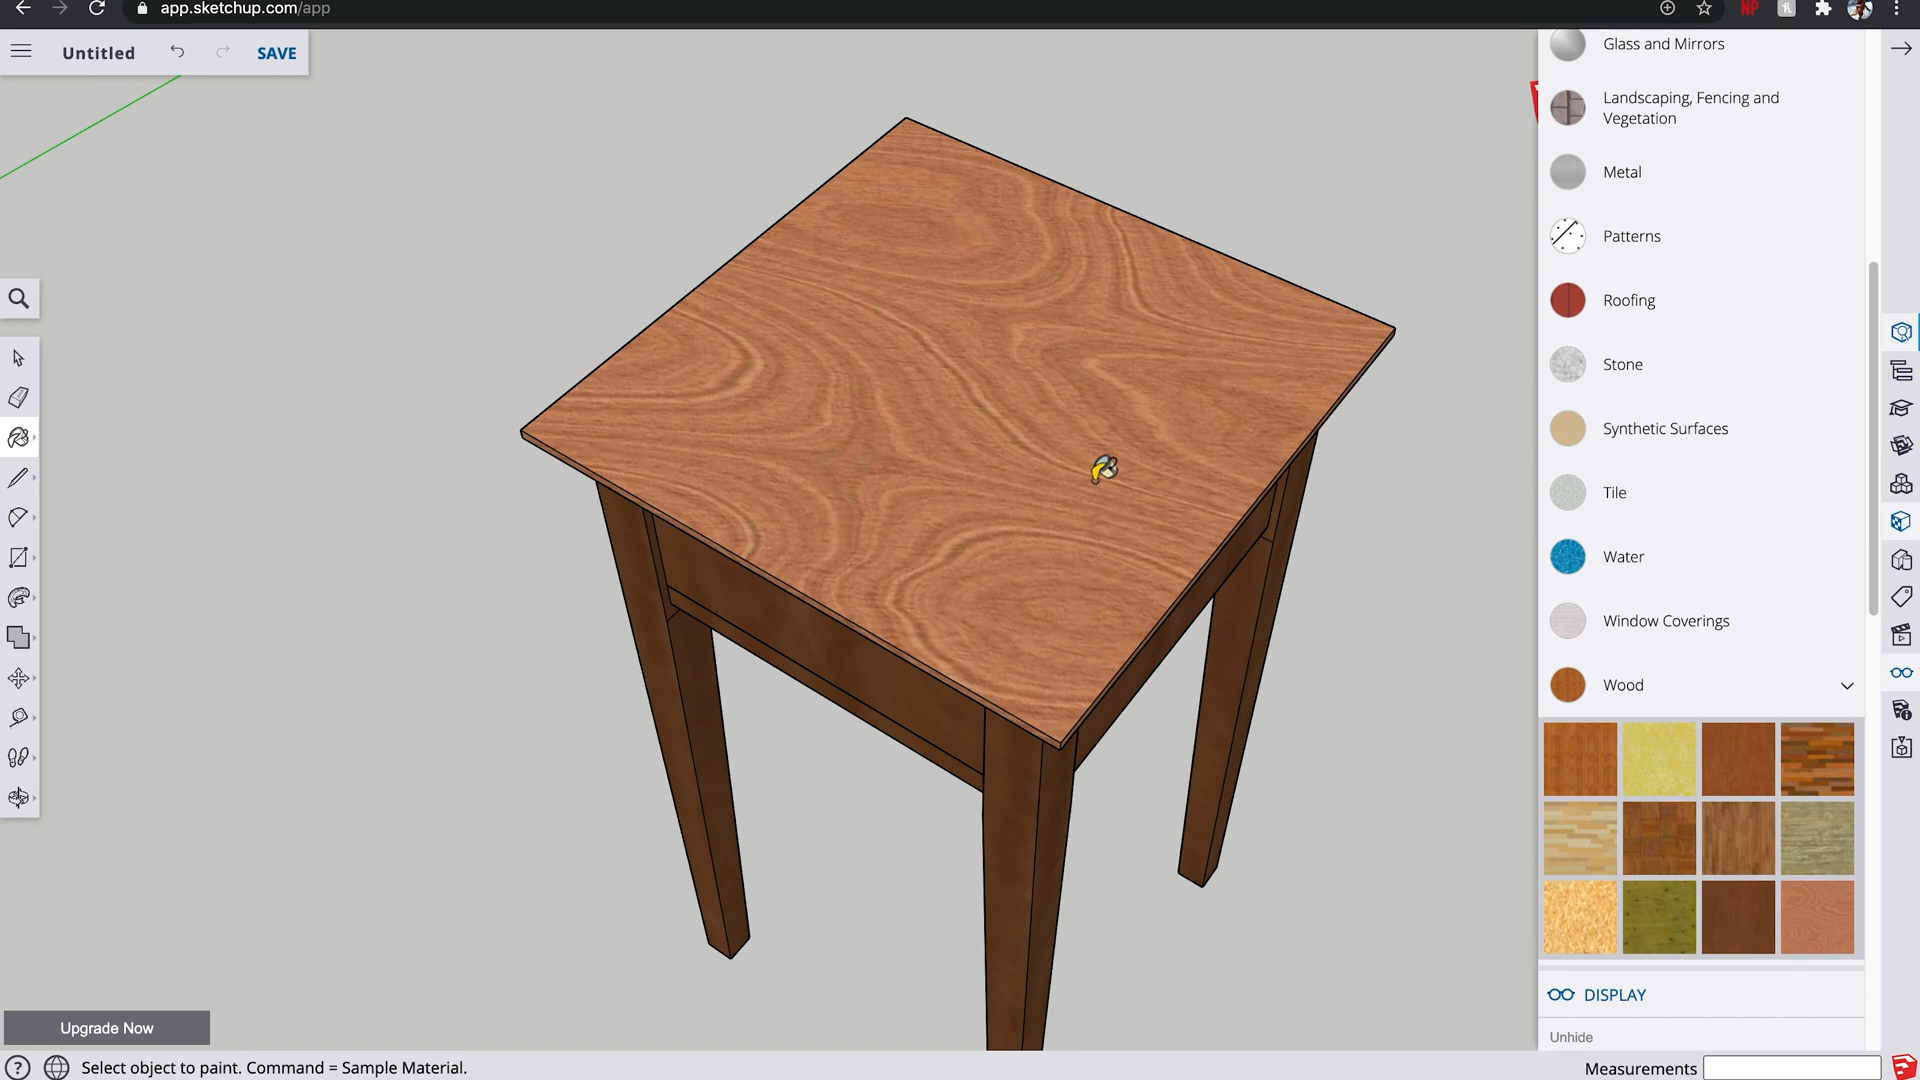 app.sketchup.com/app
NP
Untitled
SAVE
Glass and Mirrors
Landscaping, Fencing and
Vegetation
Metal
Patterns
Roofing
Stone
Synthetic Surfaces
Tile
Water
Window Coverings
Wood
DISPLAY
Unhide
Upgrade Now
Select object to paint. Command = Sample Material.
Measurements